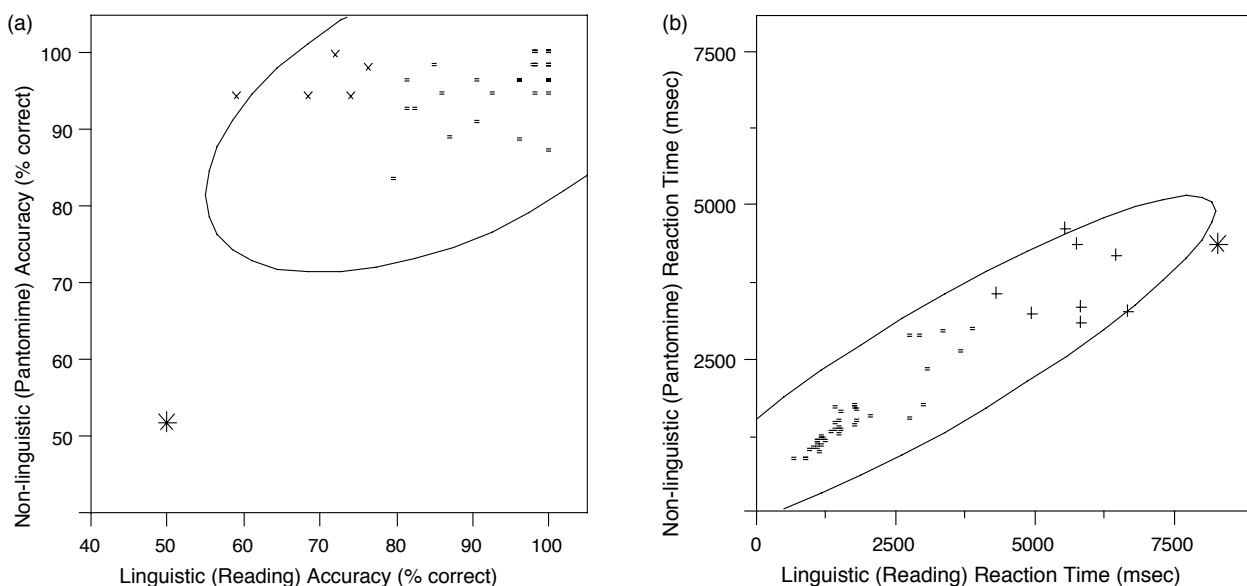 (a)
Non-linguistic (Pantomime) Accuracy (% correct)
100
90
80
70
60
50
40 50 60 70 80 90 100
Linguistic (Reading) Accuracy (% correct)
(b)
Non-linguistic (Pantomime) Reaction Time (msec)
7500
5000
2500
0 2500 5000 7500
Linguistic (Reading) Reaction Time (msec)